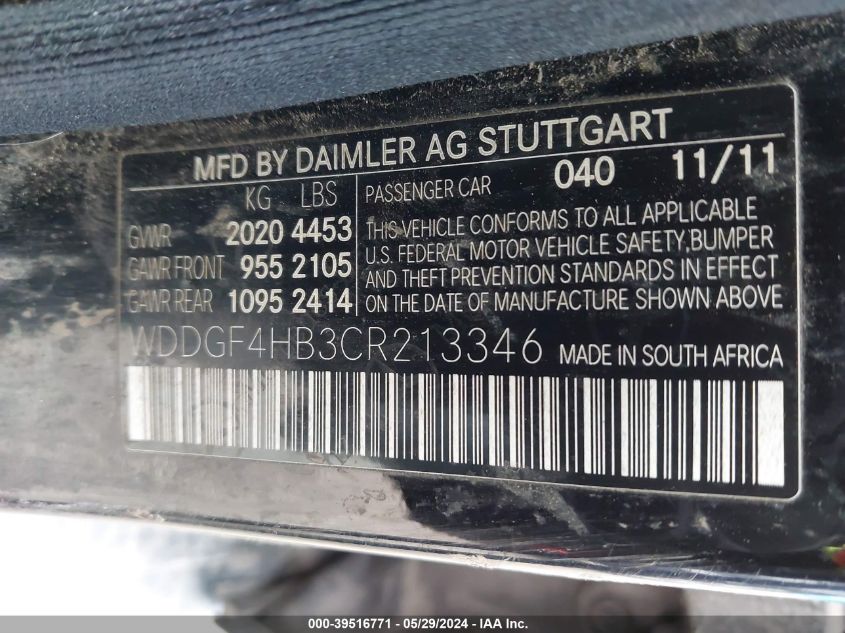 MFD BY DAIMLER AG STUTTGART
KG LBS
GVWR 2020 4453
GAWR FRONT 955 2105
GAWR REAR 1095 2414
PASSENGER CAR 040 11/11
THIS VEHICLE CONFORMS TO ALL APPLICABLE
U.S. FEDERAL MOTOR VEHICLE SAFETY,BUMPER
AND THEFT PREVENTION STANDARDS IN EFFECT
ON THE DATE OF MANUFACTURE SHOWN ABOVE
WDDGF4HB3CR213346 MADE IN SOUTH AFRICA
000-39516771 / 05/29/2024 - IAA Inc.